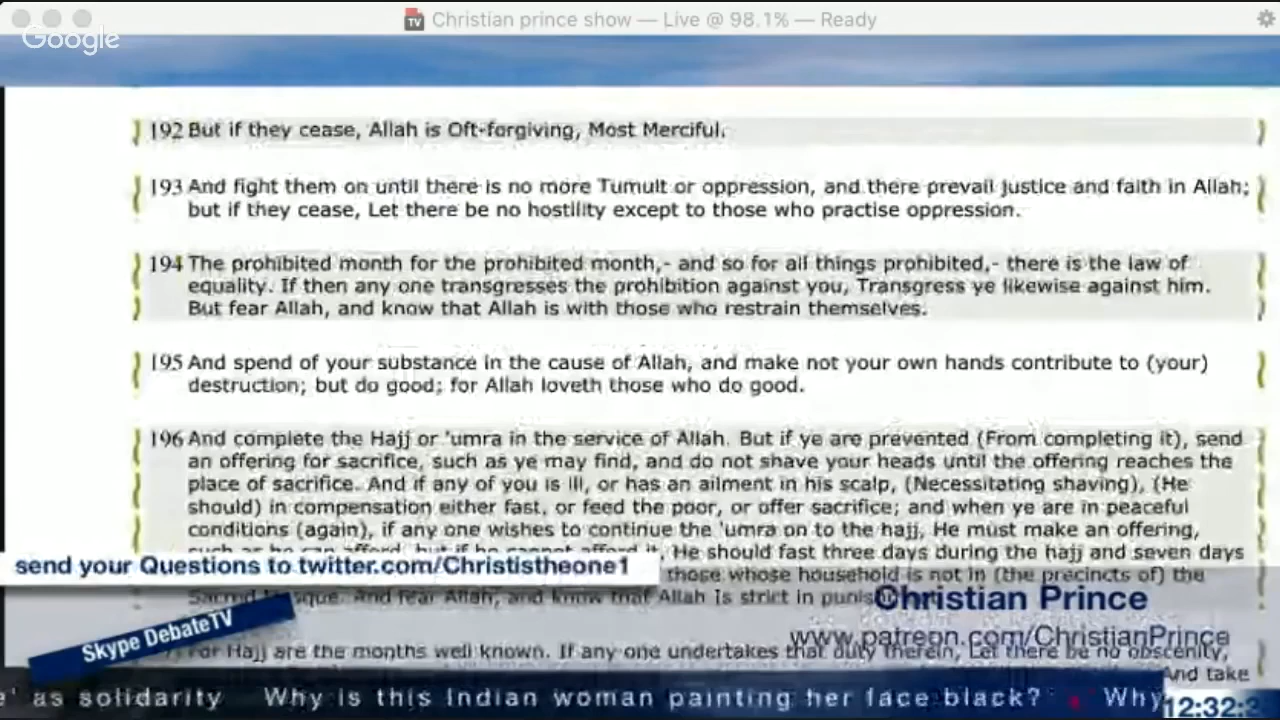 Christian prince show — Live @ 98.1% — Ready
Google
192 But if they cease, Allah is Oft-forgiving, Most Merciful.
193 And fight them on until there is no more Tumult or oppression, and there prevail justice and faith in Allah;
but if they cease, Let there be no hostility except to those who practise oppression.
194 The prohibited month for the prohibited month,- and so for all things prohibited,- there is the law of
equality. If then any one transgresses the prohibition against you, Transgress ye likewise against him.
But fear Allah, and know that Allah is with those who restrain themselves.
195 And spend of your substance in the cause of Allah, and make not your own hands contribute to (your)
destruction; but do good; for Allah loveth those who do good.
196 And complete the Hajj or 'umra in the service of Allah. But if ye are prevented (From completing it), send
an offering for sacrifice, such as ye may find, and do not shave your heads until the offering reaches the
place of sacrifice. And if any of you is ill, or has an ailment in his scalp, (Necessitating shaving), (He
should) in compensation either fast, or feed the poor, or offer sacrifice; and when ye are in peaceful
conditions (again), if any one wishes to continue the 'umra on to the hajj, He must make an offering,
such as he can afford, but if he cannot afford it, He should fast three days during the hajj and seven days
send your Questions to twitter.com/Christistheone1
those whose household is not in (the precincts of) the
And fear Allah, and know that Allah Is strict in
Christian Prince
www.patreon.com/ChristianPrince
Skype DebateTV
For Hajj are the months well known. If any one undertakes that duty therein, Let there be no obscenity,
And take
as solidarity Why is this Indian woman painting her face black? Why
12:32: